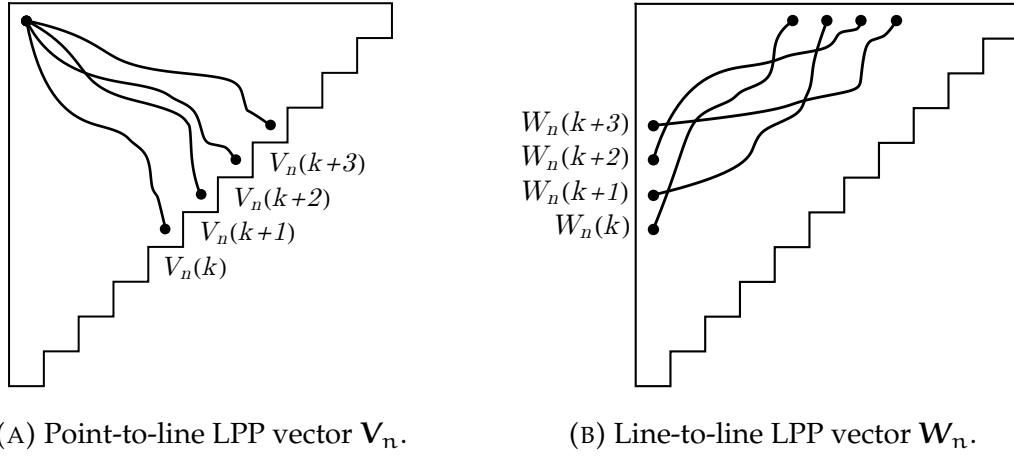 V_n(k+3)
V_n(k+2)
V_n(k+1)
V_n(k)
W_n(k+3)
W_n(k+2)
W_n(k+1)
W_n(k)
(A) Point-to-line LPP vector V_n.
(B) Line-to-line LPP vector W_n.